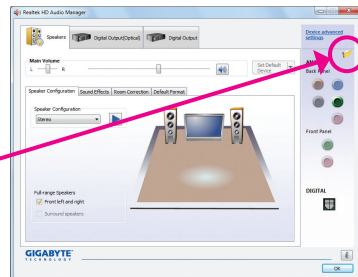 Realtek HD Audio Manager
Speakers
Digital Output(Optical)
Digital Output
Device advanced settings
Main Volume
L
R
Set Default Device
Speaker Configuration
Sound Effects
Room Correction
Default Format
Speaker Configuration
Stereo
Full-range Speakers
Front left and right
Surround speakers
Back Panel
Front Panel
DIGITAL
GIGABYTE
TECHNOLOGY
OK